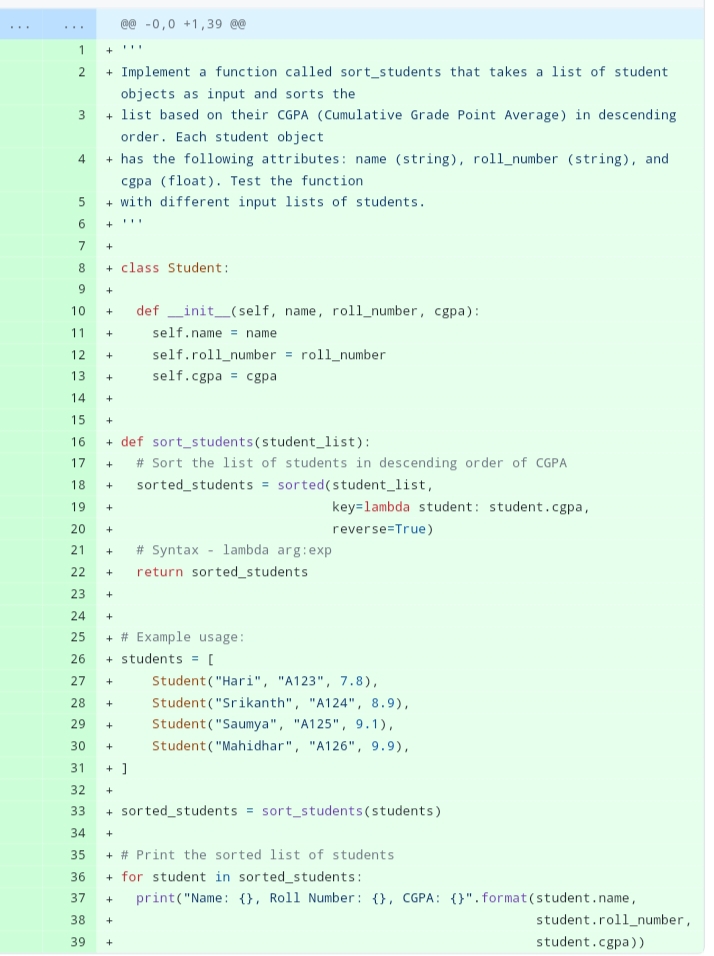 ... ... @@ -0,0 +1,39 @@
1 + '''
2 + Implement a function called sort_students that takes a list of student
objects as input and sorts the
3 + list based on their CGPA (Cumulative Grade Point Average) in descending
order. Each student object
4 + has the following attributes: name (string), roll_number (string), and
cgpa (float). Test the function
5 + with different input lists of students.
6 + '''
7 +
8 + class Student:
9 +
10 +   def __init__(self, name, roll_number, cgpa):
11 +     self.name = name
12 +     self.roll_number = roll_number
13 +     self.cgpa = cgpa
14 +
15 +
16 + def sort_students(student_list):
17 +   # Sort the list of students in descending order of CGPA
18 +   sorted_students = sorted(student_list,
19 +                            key=lambda student: student.cgpa,
20 +                            reverse=True)
21 +   # Syntax - lambda arg:exp
22 +   return sorted_students
23 +
24 +
25 + # Example usage:
26 + students = [
27 +     Student("Hari", "A123", 7.8),
28 +     Student("Srikanth", "A124", 8.9),
29 +     Student("Saumya", "A125", 9.1),
30 +     Student("Mahidhar", "A126", 9.9),
31 + ]
32 +
33 + sorted_students = sort_students(students)
34 +
35 + # Print the sorted list of students
36 + for student in sorted_students:
37 +   print("Name: {}, Roll Number: {}, CGPA: {}".format(student.name,
38 +                                                      student.roll_number,
39 +                                                      student.cgpa))